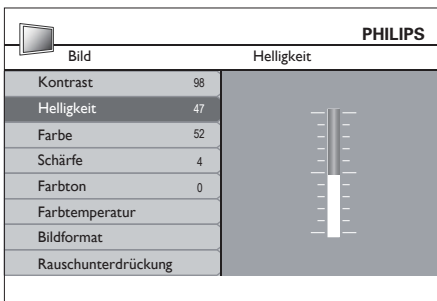 PHILIPS
Bild Helligkeit
Kontrast 98
Helligkeit 47
Farbe 52
Schärfe 4
Farbton 0
Farbtemperatur
Bildformat
Rauschunterdrückung